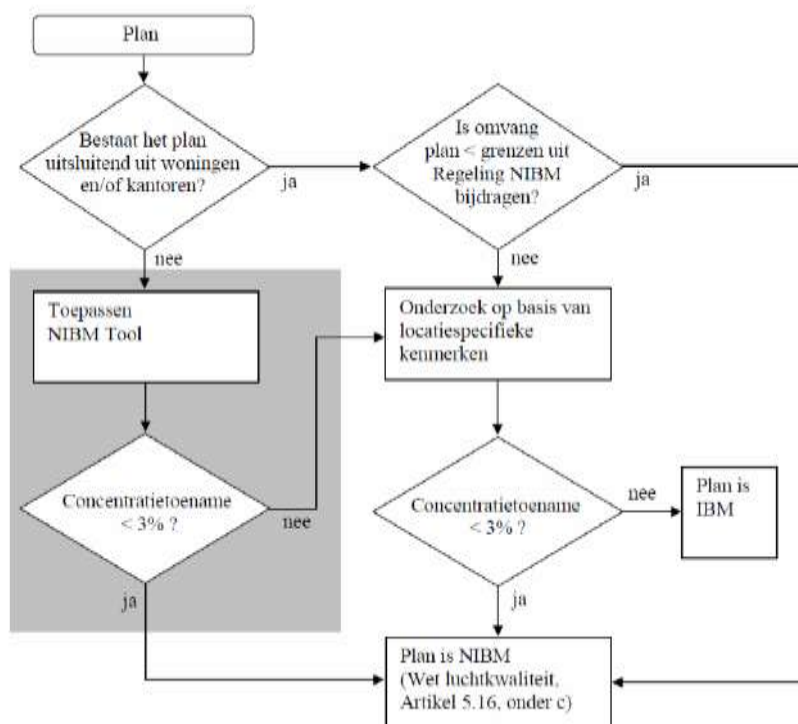 Plan
Bestaat het plan
uitsluitend uit woningen
en/of kantoren?
ja
nee
Is omvang
plan < grenzen uit
Regeling NIBM
bijdragen?
ja
nee
Toepassen
NIBM Tool
Onderzoek op basis van
locatiespecifieke
kenmerken
Concentratietoename
< 3% ?
nee
ja
Concentratietoename
< 3% ?
nee
ja
Plan is
IBM
Plan is NIBM
(Wet luchtkwaliteit,
Artikel 5.16, onder c)